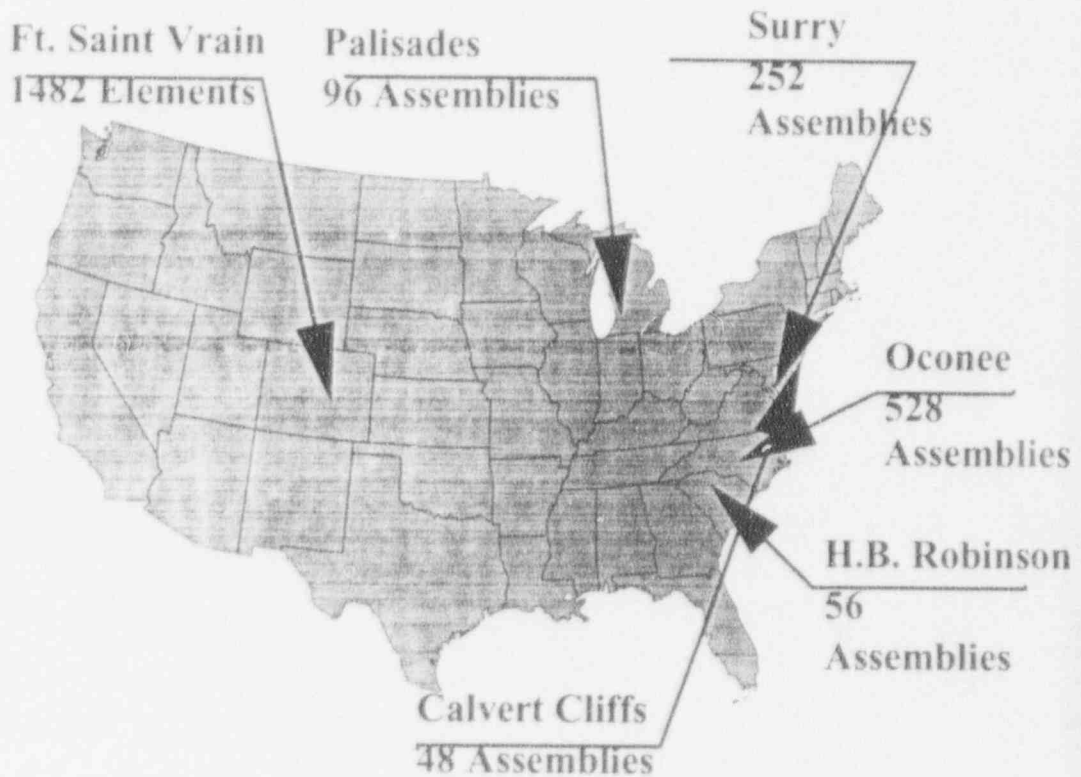 Ft. Saint Vrain
1482 Elements
Palisades
96 Assemblies
Surry
252
Assemblies
Oconee
528
Assemblies
H.B. Robinson
56
Assemblies
Calvert Cliffs
48 Assemblies